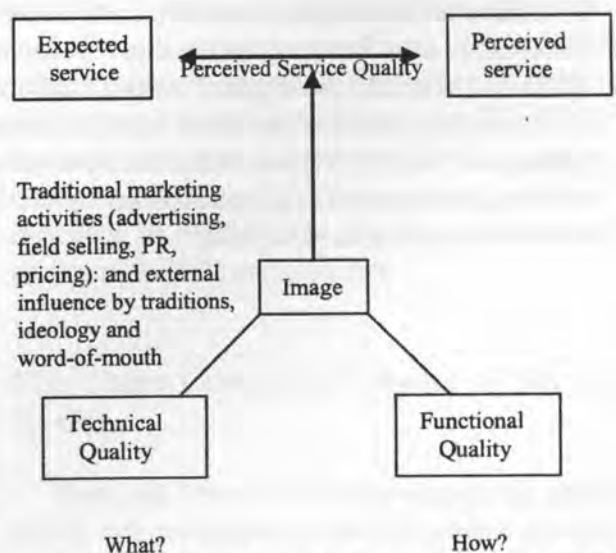 Expected
service
Perceived Service Quality
Perceived
service
Traditional marketing
activities (advertising,
field selling, PR,
pricing): and external
influence by traditions,
ideology and
word-of-mouth
Image
Technical
Quality
Functional
Quality
What?
How?